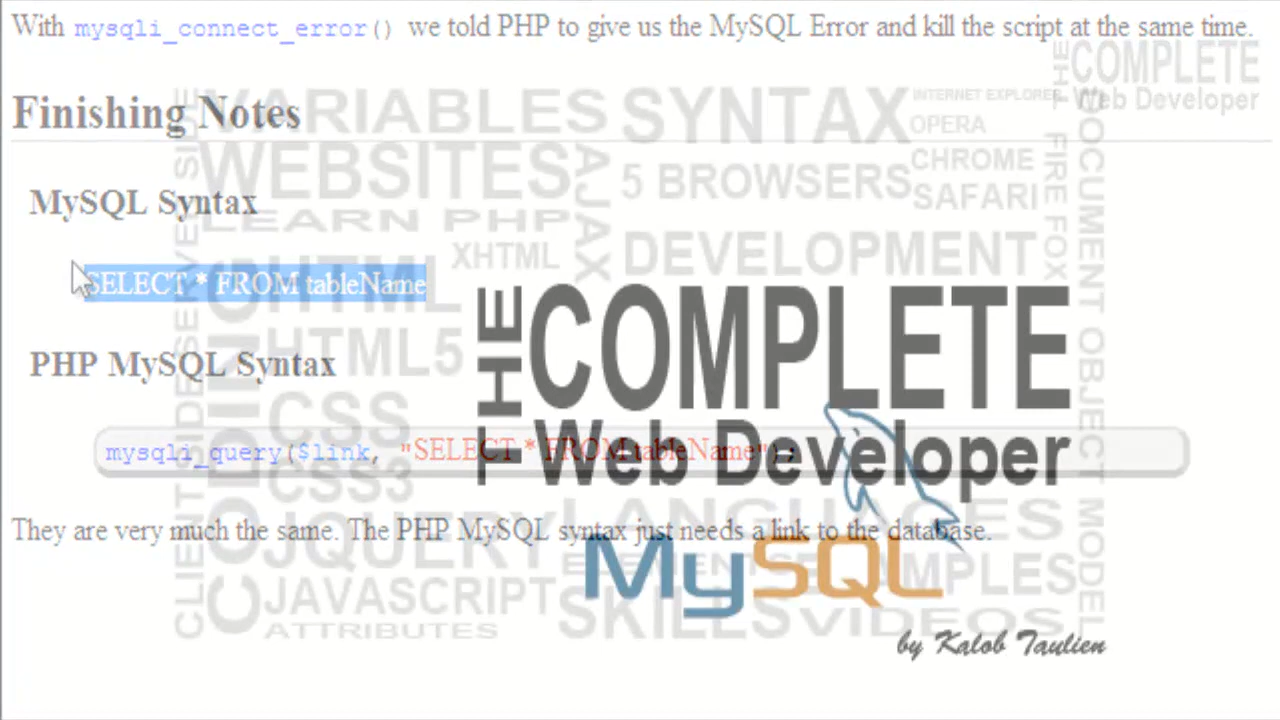 With mysqli_connect_error() we told PHP to give us the MySQL Error and kill the script at the same time.
THE COMPLETE
Web Developer
Finishing Notes
VARIABLES
SYNTAX
INTERNET EXPLORER
OPERA
WEBSITES
5 BROWSERS
CHROME
SAFARI
FIRE FOX
DOCUMENT OBJECT MODEL
MySQL Syntax
LEARN PHP
AJAX
XHTML
DEVELOPMENT
SELECT * FROM tableName
HTML
HTML5
PHP MySQL Syntax
CSS
CSS3
CODING
CLIENT SIDE
SERVER SIDE
THE COMPLETE
Web Developer
mysqli_query($link, "SELECT * FROM tableName");
LANGUAGES
They are very much the same. The PHP MySQL syntax just needs a link to the database.
JQUERY
MySQL
JAVASCRIPT
SKILLS
VIDEOS
ATTRIBUTES
by Kalob Taulien